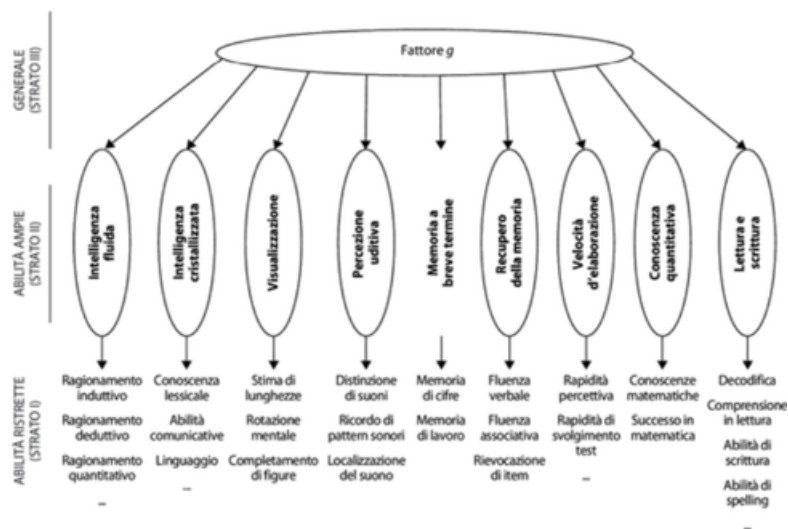 GENERALE
(STRATO III)
Fattore g
ABILITÀ AMPIE
(STRATO II)
Intelligenza
fluida
Intelligenza
cristallizzata
Visualizzazione
Percezione
uditiva
Memoria a
breve termine
Recupero
della memoria
Velocità
d'elaborazione
Conoscenza
quantitativa
Lettura e
scrittura
ABILITÀ RISTRETTE
(STRATO I)
Ragionamento
induttivo
Ragionamento
deduttivo
Ragionamento
quantitativo
...
Conoscenza
lessicale
Abilità
comunicative
Linguaggio
...
Stima di
lunghezze
Rotazione
mentale
Completamento
di figure
...
Distinzione
di suoni
Ricordo di
pattern sonori
Localizzazione
del suono
Memoria
di cifre
Memoria
di lavoro
Fluenza
verbale
Fluenza
associativa
Rievocazione
di item
Rapidità
percettiva
Rapidità di
svolgimento
test
...
Conoscenze
matematiche
Successo in
matematica
Decodifica
Comprensione
in lettura
Abilità di
scrittura
Abilità di
spelling
...